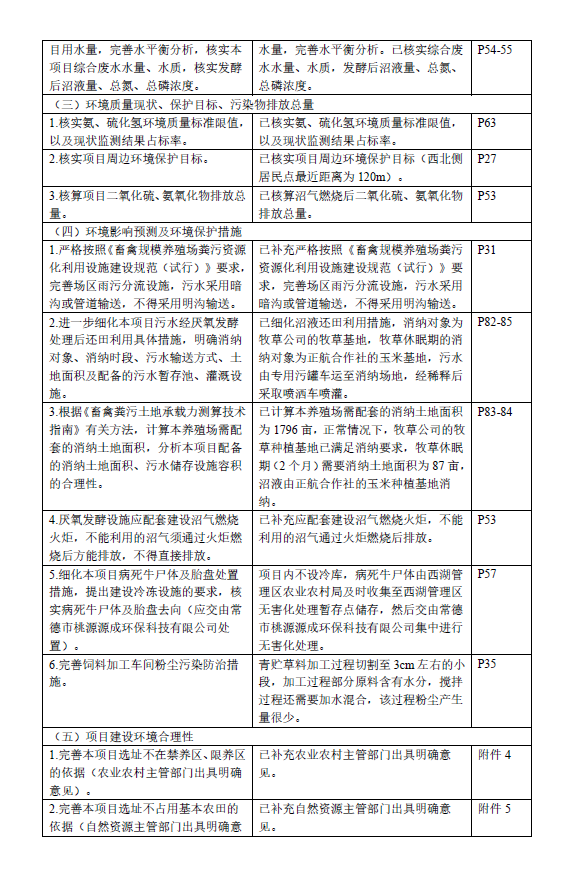 目用水量，完善水平衡分析，核实本
项目综合废水水量、水质，核实发酵
后沼液量、总氮、总磷浓度。
水量，完善水平衡分析。已核实综合废
水水量、水质，发酵后沼液量、总氮、
总磷浓度。
P54-55
（三）环境质量现状、保护目标、污染物排放总量
1.核实氨、硫化氢环境质量标准限值，
以及现状监测结果占标率。
已核实氨、硫化氢环境质量标准限值，
以及现状监测结果占标率。
P63
2.核实项目周边环境保护目标。
已核实项目周边环境保护目标（西北侧
居民点最近距离为120m）。
P27
3.核算项目二氧化硫、氨氧化物排放总
量。
已核算沼气燃烧后二氧化硫、氨氧化物
排放总量。
P53
（四）环境影响预测及环境保护措施
1.严格按照《畜禽规模养殖场粪污资源
化利用设施建设规范（试行）》要求，
完善场区雨污分流设施，污水采用暗
沟或管道输送，不得采用明沟输送。
已补充严格按照《畜禽规模养殖场粪污
资源化利用设施建设规范（试行）》要
求，完善场区雨污分流设施，污水采用
暗沟或管道输送，不得采用明沟输送。
P31
2.进一步细化本项目污水经厌氧发酵
处理后还田利用具体措施，明确消纳
对象、消纳时段、污水输送方式、土
地面积及配备的污水暂存池、灌溉设
施。
已细化沼液还田利用措施，消纳对象为
牧草公司的牧草基地，牧草休眠期的消
纳对象为正航合作社的玉米基地，污水
由专用污罐车运至消纳场地，经稀释后
采取喷洒车喷灌。
P82-85
3.根据《畜禽粪污土地承载力测算技术
指南》有关方法，计算本养殖场需配
套的消纳土地面积，分析本项目配备
的消纳土地面积、污水储存设施容积
的合理性。
已计算本养殖场需配套的消纳土地面积
为1796亩，正常情况下，牧草公司的牧
草种植基地已满足消纳要求，牧草休眠
期（2个月）需要消纳土地面积为87亩，
沼液由正航合作社的玉米种植基地消
纳。
P83-84
4.厌氧发酵设施应配套建设沼气燃烧
火炬，不能利用的沼气须通过火炬燃
烧后方能排放，不得直接排放。
已补充应配套建设沼气燃烧火炬，不能
利用的沼气通过火炬燃烧后排放。
P53
5.细化本项目病死牛尸体及胎盘处置
措施，提出建设冷冻设施的要求，核
实病死牛尸体及胎盘去向（应交由常
德市桃源源成环保科技有限公司处
置）。
项目内不设冷库，病死牛尸体由西湖管
理区农业农村局及时收集至西湖管理区
无害化处理暂存点储存，然后交由常德
市桃源源成环保科技有限公司集中进行
无害化处理。
P57
6.完善饲料加工车间粉尘污染防治措
施。
青贮草料加工过程切割至3cm左右的小
段，加工过程部分原料含有水分，搅拌
过程还需要加水混合，该过程粉尘产生
量很少。
P35
（五）项目建设环境合理性
1.完善本项目选址不在禁养区、限养区
的依据（农业农村主管部门出具明确
意见）。
已补充农业农村主管部门出具明确意
见。
附件4
2.完善本项目选址不占用基本农田的
依据（自然资源主管部门出具明确意
已补充自然资源主管部门出具明确意
见。
附件5